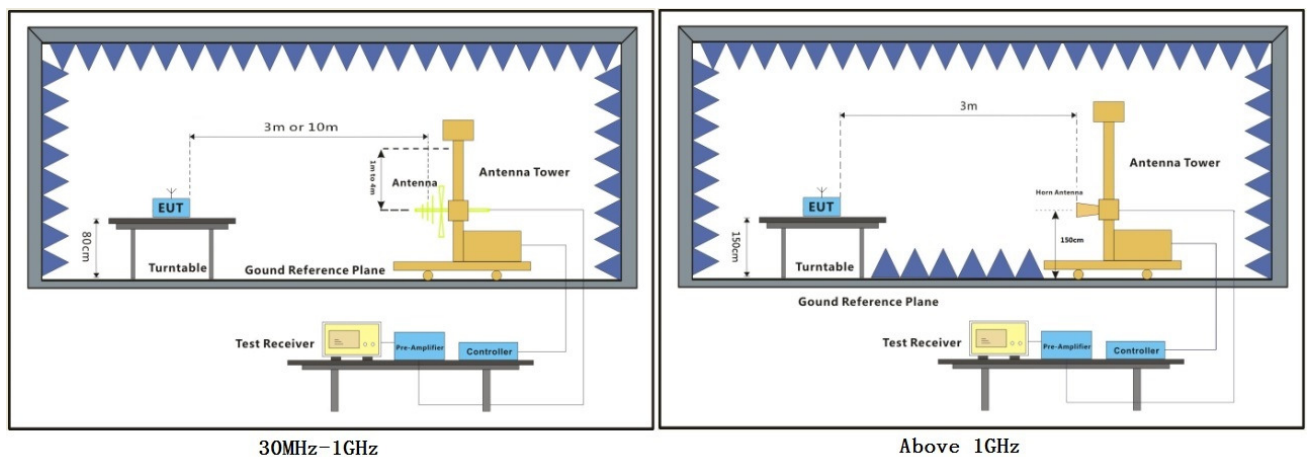 3m or 10m
1m to 4m
Antenna
Antenna Tower
EUT
80cm
Turntable
Gound Reference Plane
Test Receiver
Pre-Amplifier
Controller
30MHz-1GHz
3m
Antenna Tower
Horn Antenna
EUT
150cm
150cm
Turntable
Gound Reference Plane
Test Receiver
Pre-Amplifier
Controller
Above 1GHz